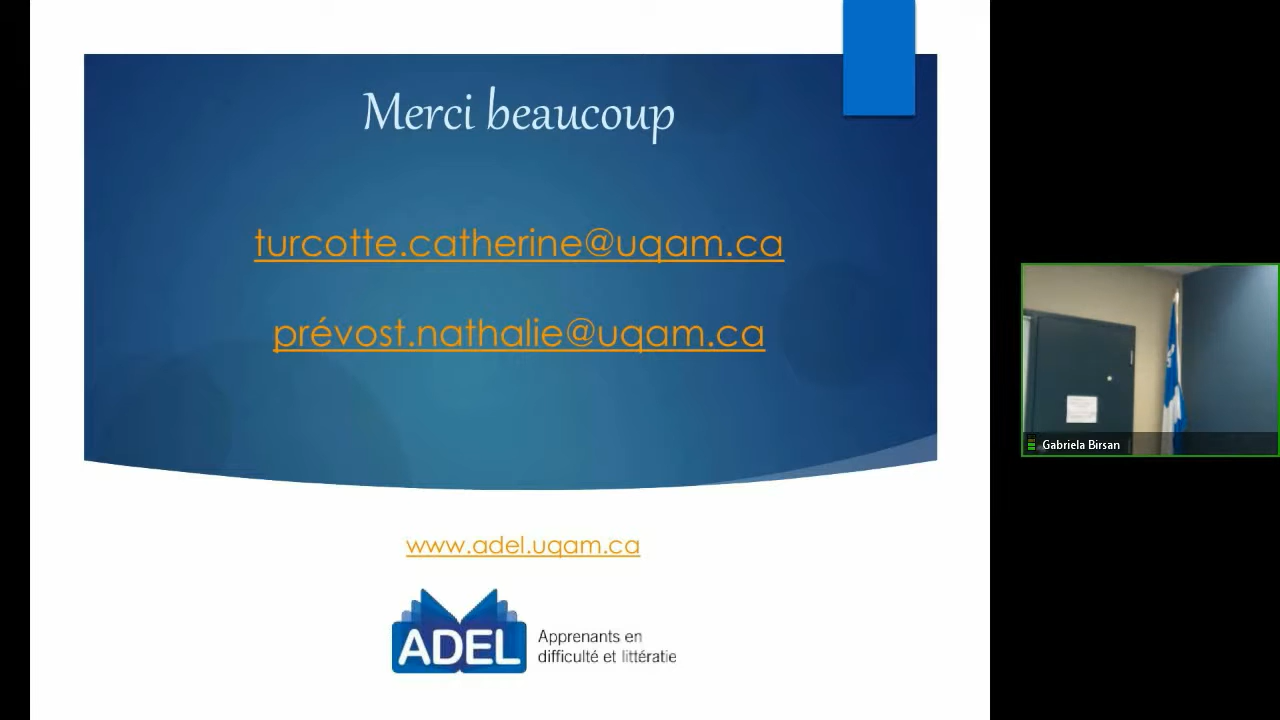 Merci beaucoup
turcotte.catherine@uqam.ca
prévost.nathalie@uqam.ca
www.adel.uqam.ca
ADEL
Apprenants en
difficulté et littératie
Gabriela Birsan